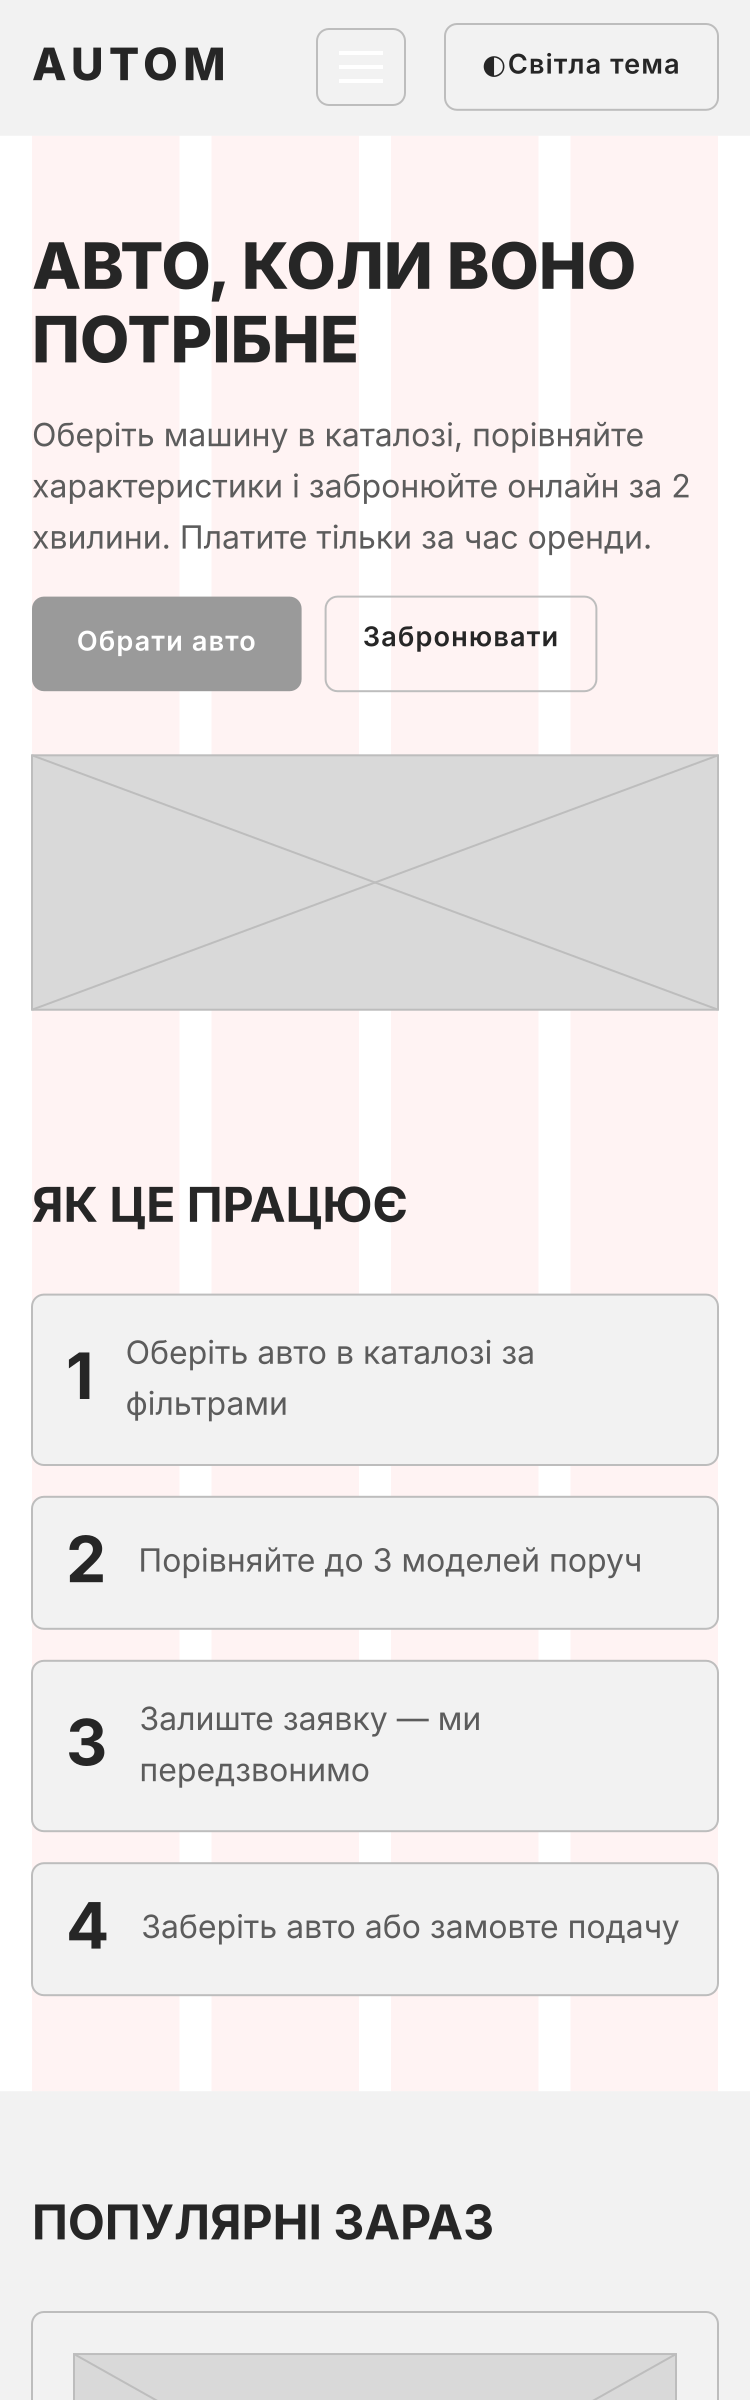 AUTOM
◐Світла тема
АВТО, КОЛИ ВОНО
ПОТРІБНЕ
Оберіть машину в каталозі, порівняйте
характеристики і забронюйте онлайн за 2
хвилини. Платите тільки за час оренди.
Обрати авто
Забронювати
ЯК ЦЕ ПРАЦЮЄ
1
Оберіть авто в каталозі за
фільтрами
2
Порівняйте до 3 моделей поруч
3
Залиште заявку — ми
передзвонимо
4
Заберіть авто або замовте подачу
ПОПУЛЯРНІ ЗАРАЗ